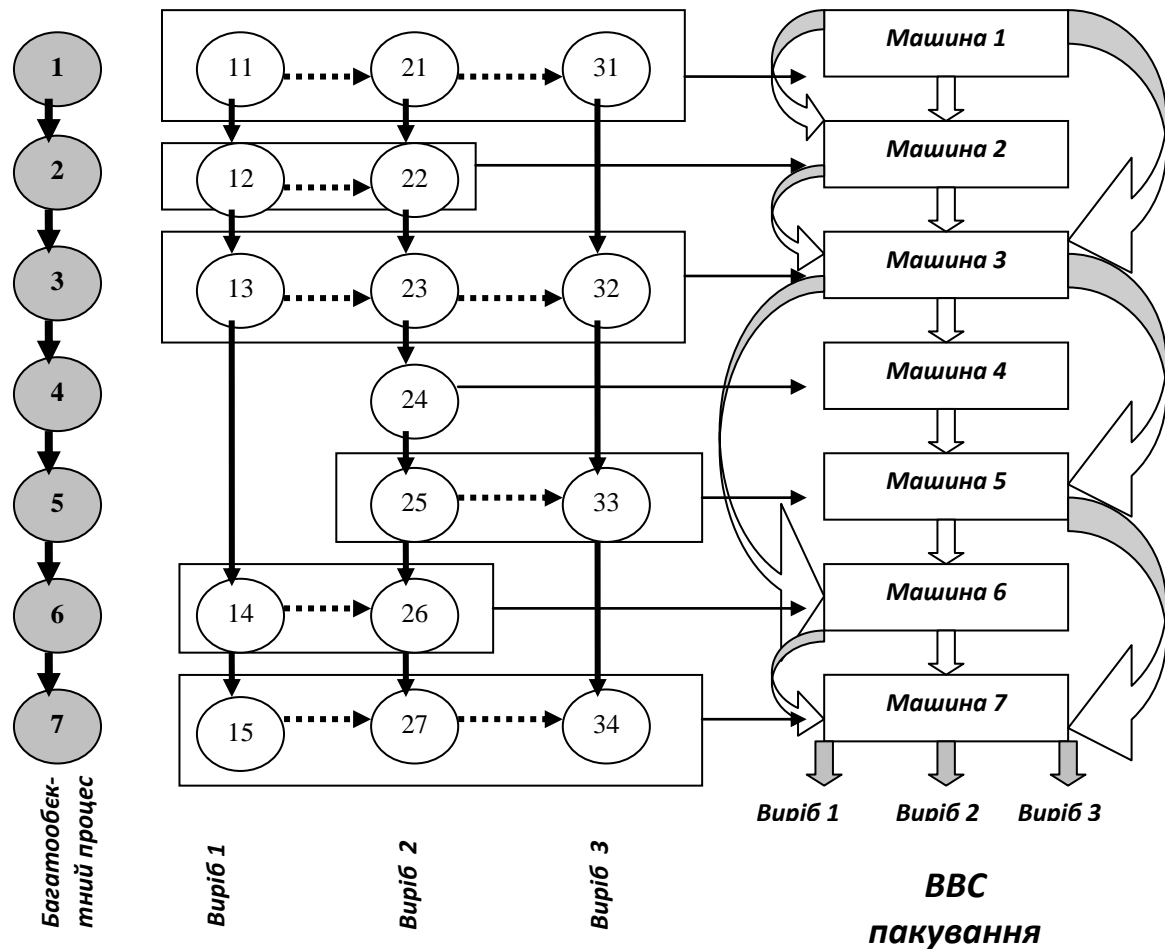 1
11
21
31
Машина 1
2
12
22
Машина 2
3
13
23
32
Машина 3
4
24
Машина 4
5
25
33
Машина 5
6
14
26
Машина 6
7
15
27
34
Машина 7
Виріб 1
Виріб 2
Виріб 3
Багатообєк-
тний процес
Виріб 1
Виріб 2
Виріб 3
ВВС
пакування